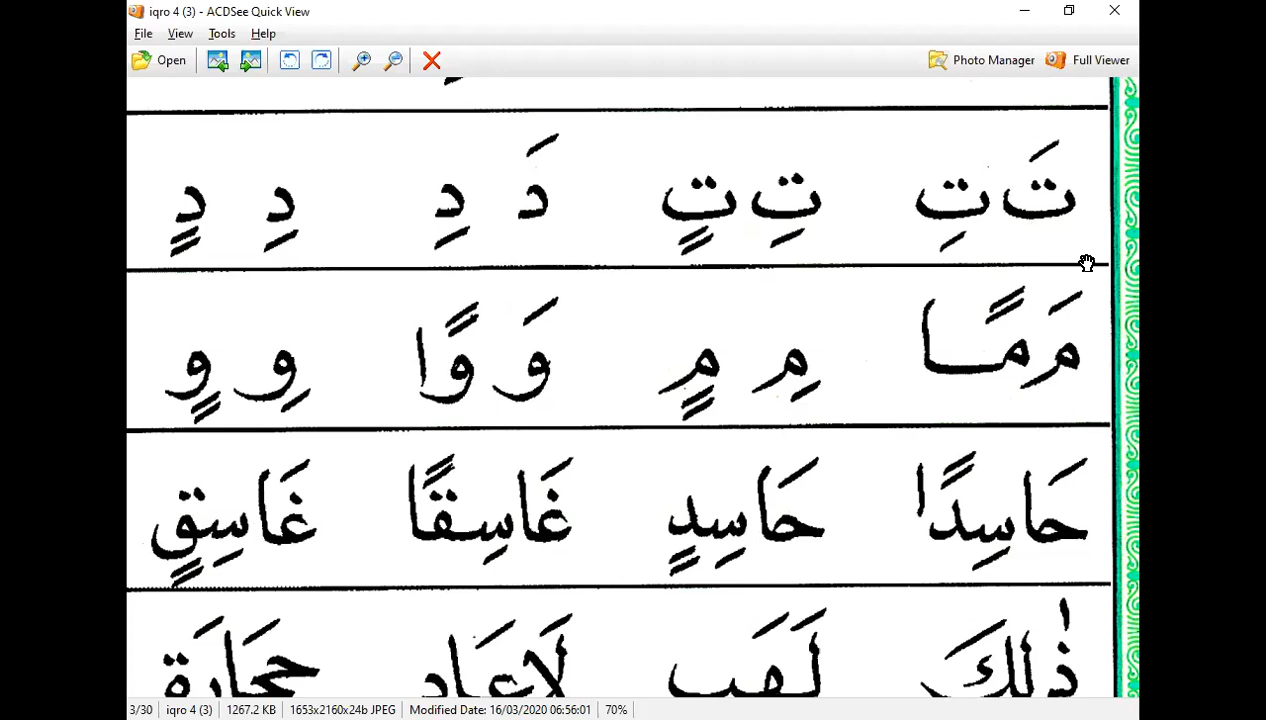 iqro 4 (3) - ACDSee Quick View
File View Tools Help
Open Photo Manager Full Viewer
تَ تِ تِ تٍ دَ دِ دِ دٍ
مَ مًـا مِ مٍ وَ وًا وِ وٍ
حَاسِدًا حَاسِدٍ غَاسِقًا غَاسِقٍ
ذٰلِكَ
3/30 iqro 4 (3) 1267.2 KB 1653x2160x24b JPEG Modified Date: 16/03/2020 06:56:01 70%